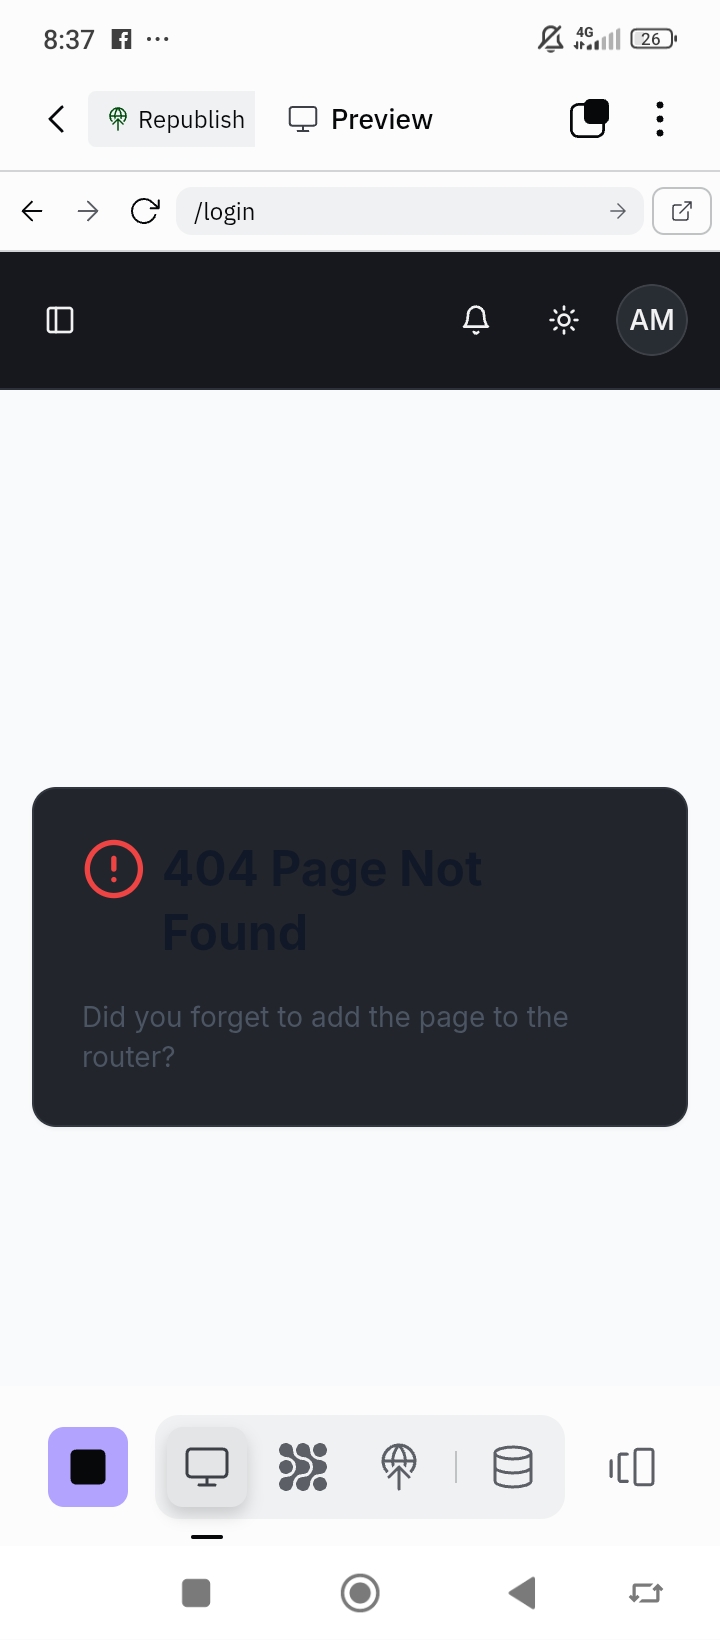 8:37
4G
26
Republish
Preview
/login
AM
404 Page Not
Found
Did you forget to add the page to the
router?